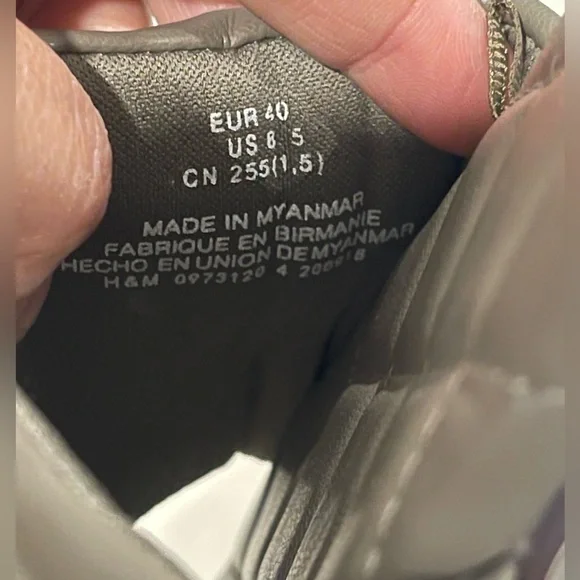 EUR 40
US 8 5
CN 255(1,5)
MADE IN MYANMAR
FABRIQUE EN BIRMANIE
HECHO EN UNION DE MYANMAR
H&M 0973120 4